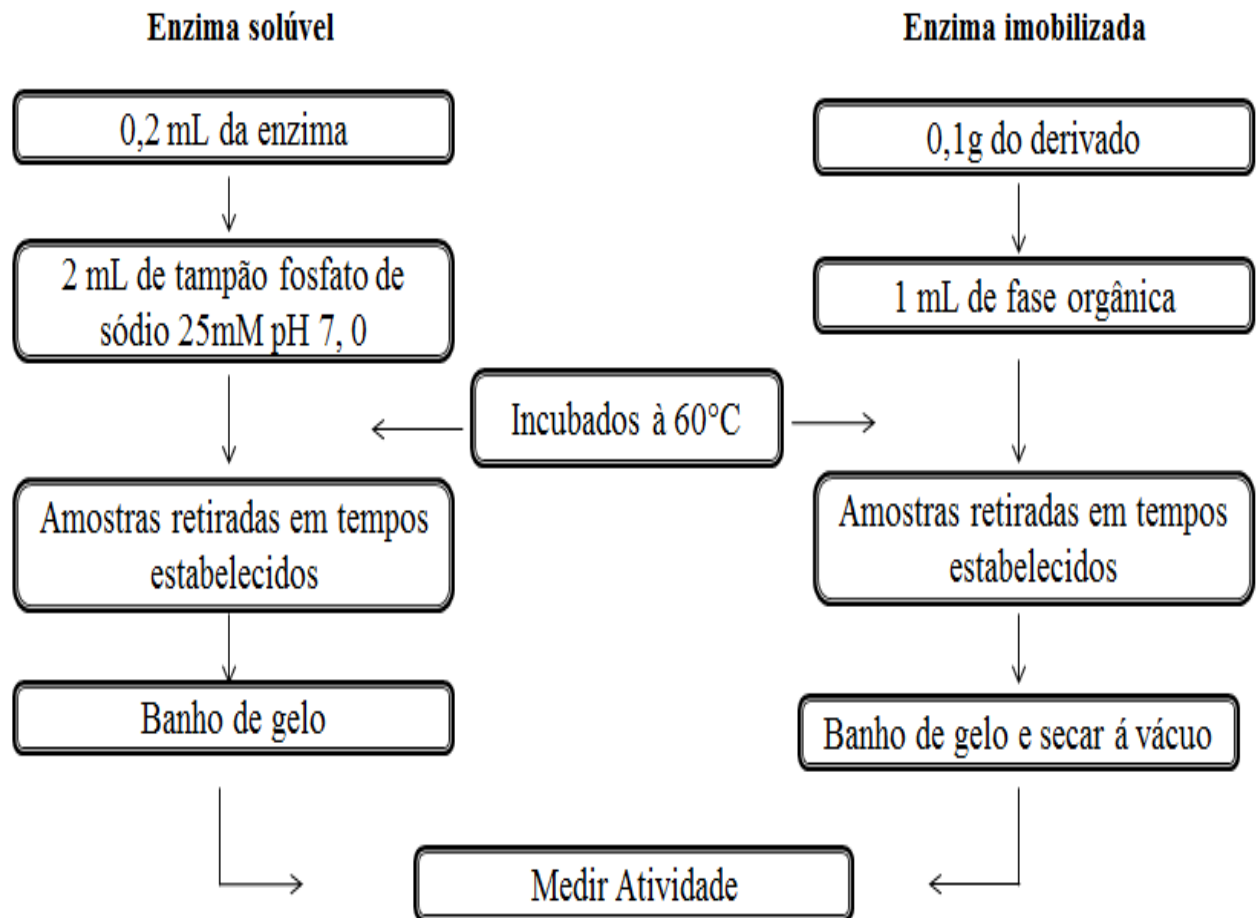 Enzima solúvel
0,2 mL da enzima
2 mL de tampão fosfato de
sódio 25mM pH 7, 0
Amostras retiradas em tempos
estabelecidos
Banho de gelo
Incubados à 60°C
Enzima imobilizada
0,1g do derivado
1 mL de fase orgânica
Amostras retiradas em tempos
estabelecidos
Banho de gelo e secar á vácuo
Medir Atividade